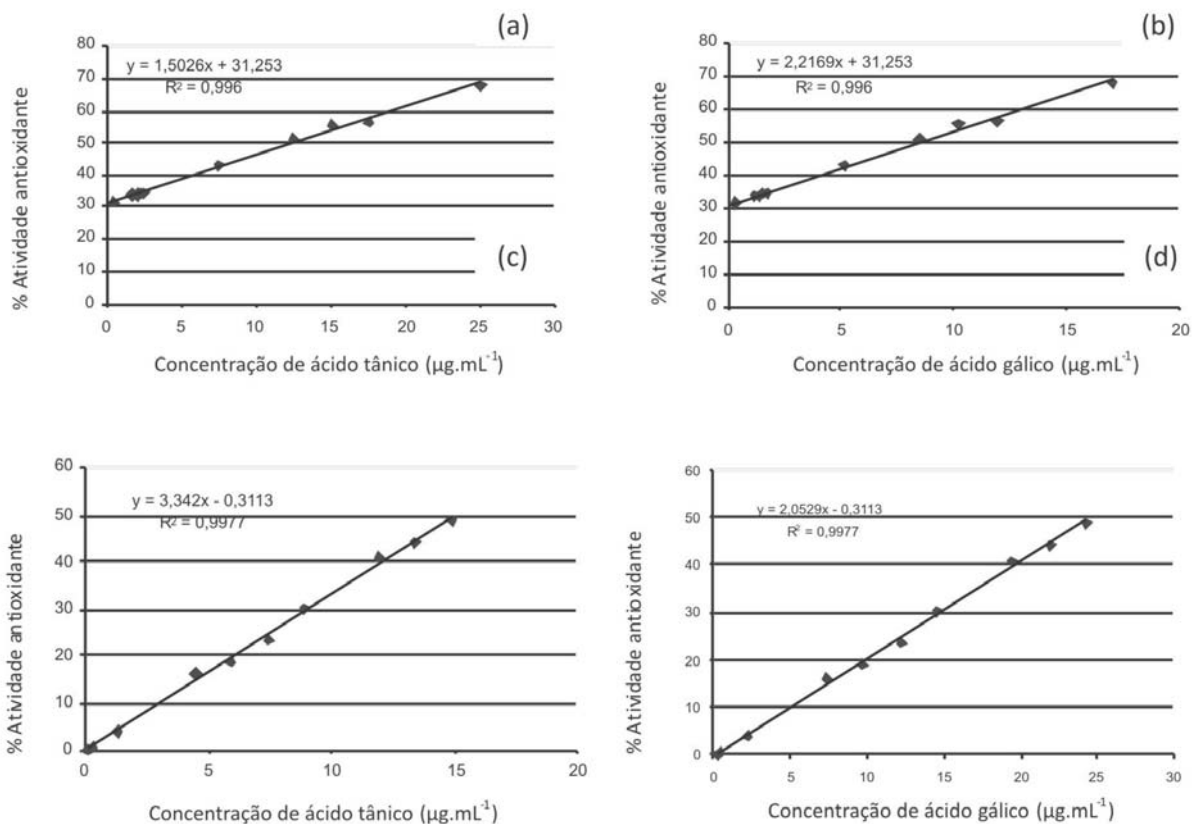 (a)
80
70
60
50
40
30
20
10
0
y = 1,5026x + 31,253
R² = 0,996
(c)
% Atividade antioxidante
0 5 10 15 20 25 30
Concentração de ácido tânico (µg.mL⁻¹)
(b)
80
70
60
50
40
30
20
10
0
y = 2,2169x + 31,253
R² = 0,996
(d)
% Atividade antioxidante
0 5 10 15 20
Concentração de ácido gálico (µg.mL⁻¹)
60
50
40
30
20
10
0
y = 3,342x - 0,3113
R² = 0,9977
% Atividade antioxidante
0 5 10 15 20
Concentração de ácido tânico (µg.mL⁻¹)
60
50
40
30
20
10
0
y = 2,0529x - 0,3113
R² = 0,9977
% Atividade antioxidante
0 5 10 15 20 25 30
Concentração de ácido gálico (µg.mL⁻¹)